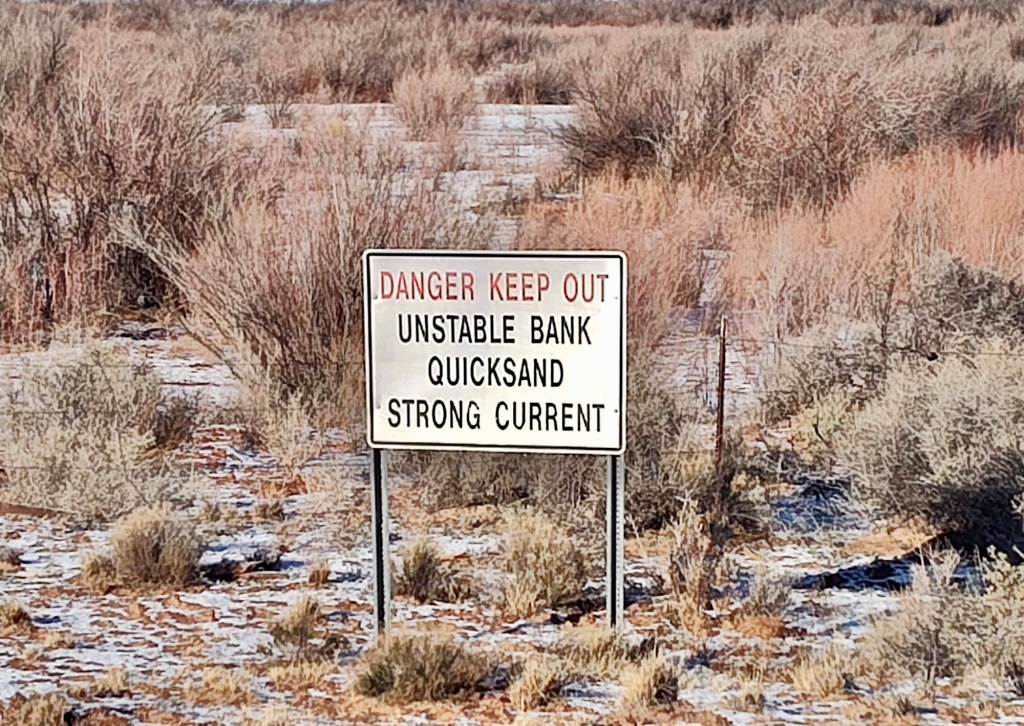 DANGER KEEP OUT
UNSTABLE BANK
QUICKSAND
STRONG CURRENT